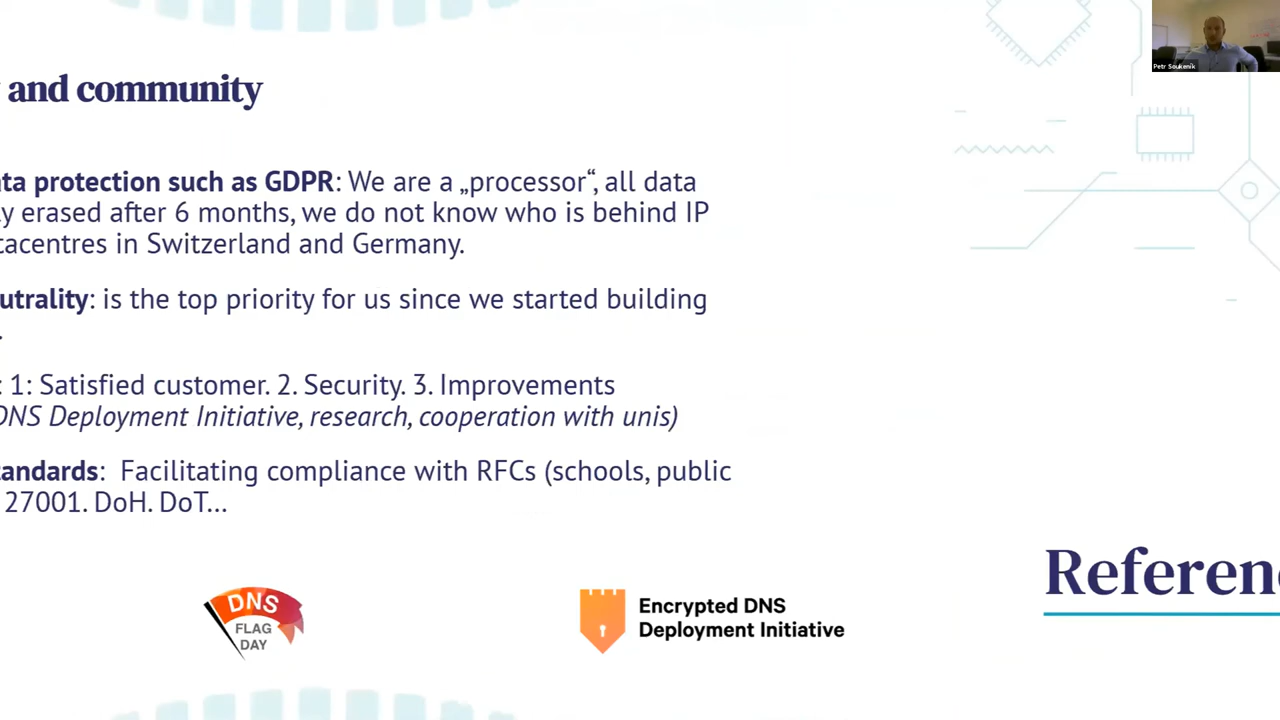 and community
Petr Soukenik
ta protection such as GDPR: We are a „processor“, all data
y erased after 6 months, we do not know who is behind IP
tacentres in Switzerland and Germany.
utrality: is the top priority for us since we started building
.
: 1: Satisfied customer. 2. Security. 3. Improvements
DNS Deployment Initiative, research, cooperation with unis)
tandards:  Facilitating compliance with RFCs (schools, public
27001. DoH. DoT...
DNS
FLAG
DAY
Encrypted DNS
Deployment Initiative
Referen